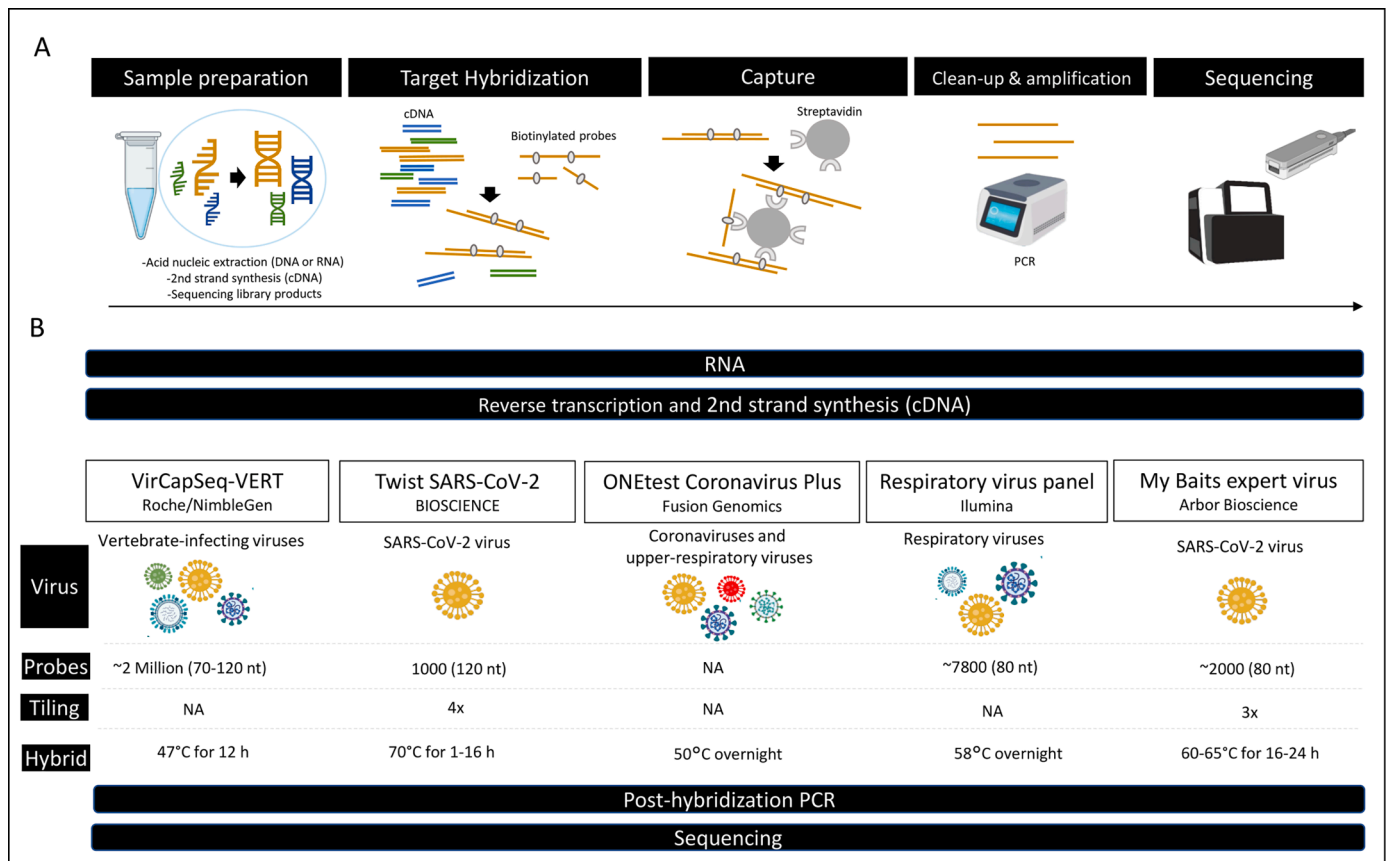 A
Sample preparation
Target Hybridization
Capture
Clean-up & amplification
Sequencing
cDNA
Biotinylated probes
Streptavidin
PCR
-Acid nucleic extraction (DNA or RNA)
-2nd strand synthesis (cDNA)
-Sequencing library products
B
RNA
Reverse transcription and 2nd strand synthesis (cDNA)
VirCapSeq-VERT
Roche/NimbleGen
Twist SARS-CoV-2
BIOSCIENCE
ONEtest Coronavirus Plus
Fusion Genomics
Respiratory virus panel
Ilumina
My Baits expert virus
Arbor Bioscience
Virus
Vertebrate-infecting viruses
SARS-CoV-2 virus
Coronaviruses and
upper-respiratory viruses
Respiratory viruses
SARS-CoV-2 virus
Probes
~2 Million (70-120 nt)
1000 (120 nt)
NA
~7800 (80 nt)
~2000 (80 nt)
Tiling
NA
4x
NA
NA
3x
Hybrid
47°C for 12 h
70°C for 1-16 h
50°C overnight
58°C overnight
60-65°C for 16-24 h
Post-hybridization PCR
Sequencing